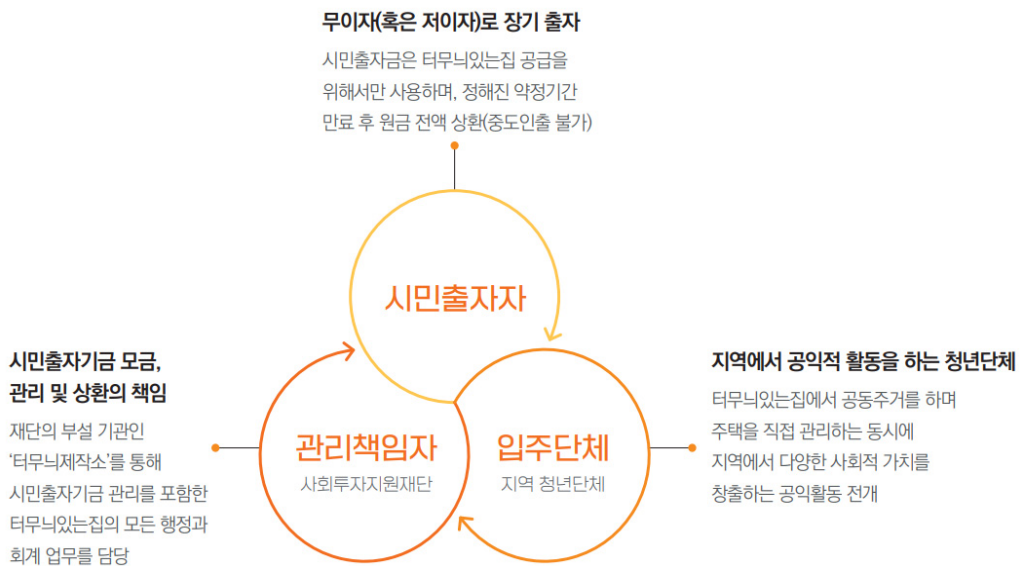 무이자(혹은 저이자)로 장기 출자
시민출자금은 터무늬있는집 공급을
위해서만 사용하며, 정해진 약정기간
만료 후 원금 전액 상환(중도인출 불가)
시민출자자
시민출자기금 모금,
관리 및 상환의 책임
재단의 부설 기관인
‘터무늬제작소’를 통해
시민출자기금 관리를 포함한
터무늬있는집의 모든 행정과
회계 업무를 담당
관리책임자
사회투자지원재단
입주단체
지역 청년단체
지역에서 공익적 활동을 하는 청년단체
터무늬있는집에서 공동주거를 하며
주택을 직접 관리하는 동시에
지역에서 다양한 사회적 가치를
창출하는 공익활동 전개